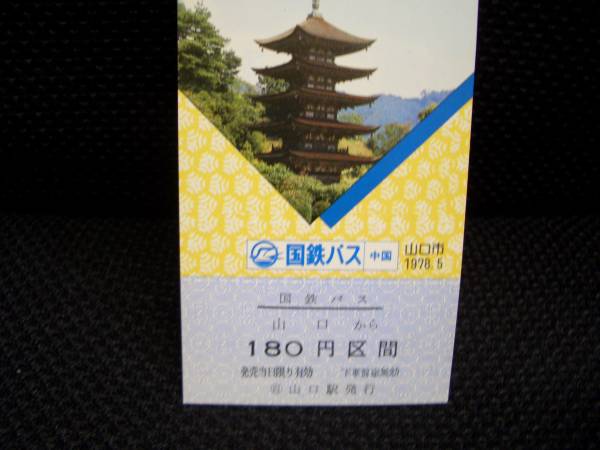 国鉄バス 中国 山口市
1978.5
国鉄バス
山口から
180円区間
発売当日限り有効 下車前途無効
山口駅発行